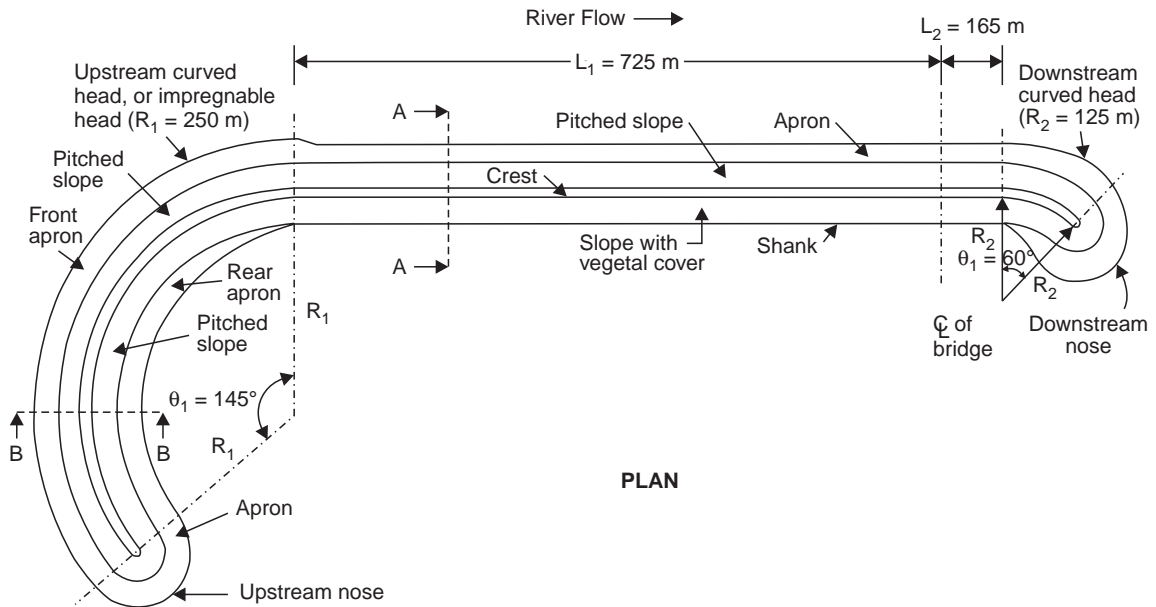 River Flow
L2 = 165 m
L1 = 725 m
Upstream curved
head, or impregnable
head (R1 = 250 m)
Downstream
curved head
(R2 = 125 m)
A
Pitched slope
Apron
Pitched
slope
Crest
Front
apron
A
Slope with
vegetal cover
Shank
R2
θ1 = 60°
R2
Rear
apron
R1
Pitched
slope
℄ of
bridge
Downstream
nose
θ1 = 145°
B
B
R1
PLAN
Apron
Upstream nose